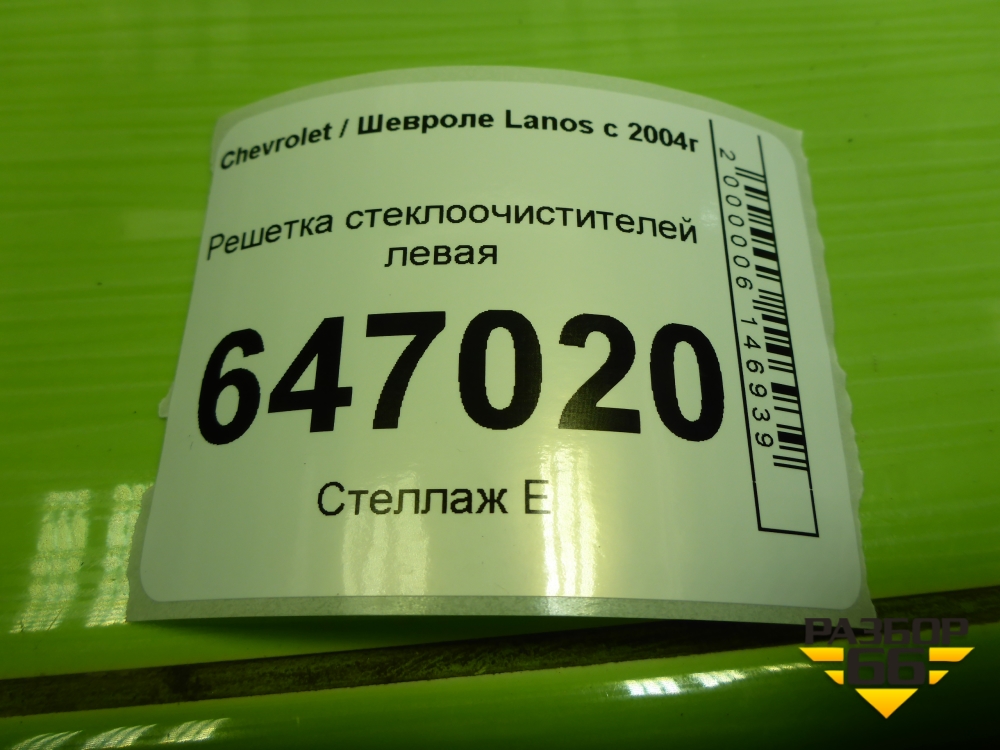 Chevrolet / Шевроле Lanos с 2004г
Решетка стеклоочистителей
левая
647020
Стеллаж E
2000006146939
РАЗБОР
66